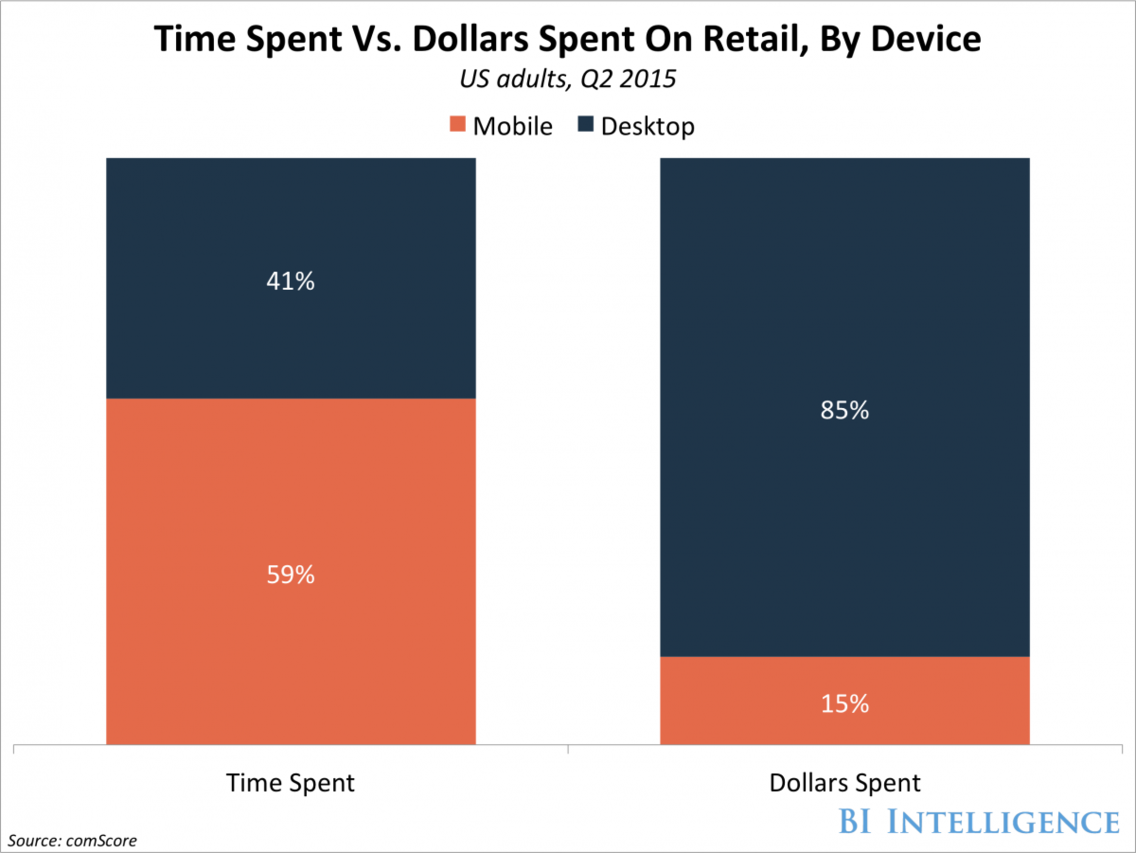 Time Spent Vs. Dollars Spent On Retail, By Device
US adults, Q2 2015
Mobile Desktop
41%
85%
59%
15%
Time Spent Dollars Spent
BI INTELLIGENCE
Source: comScore